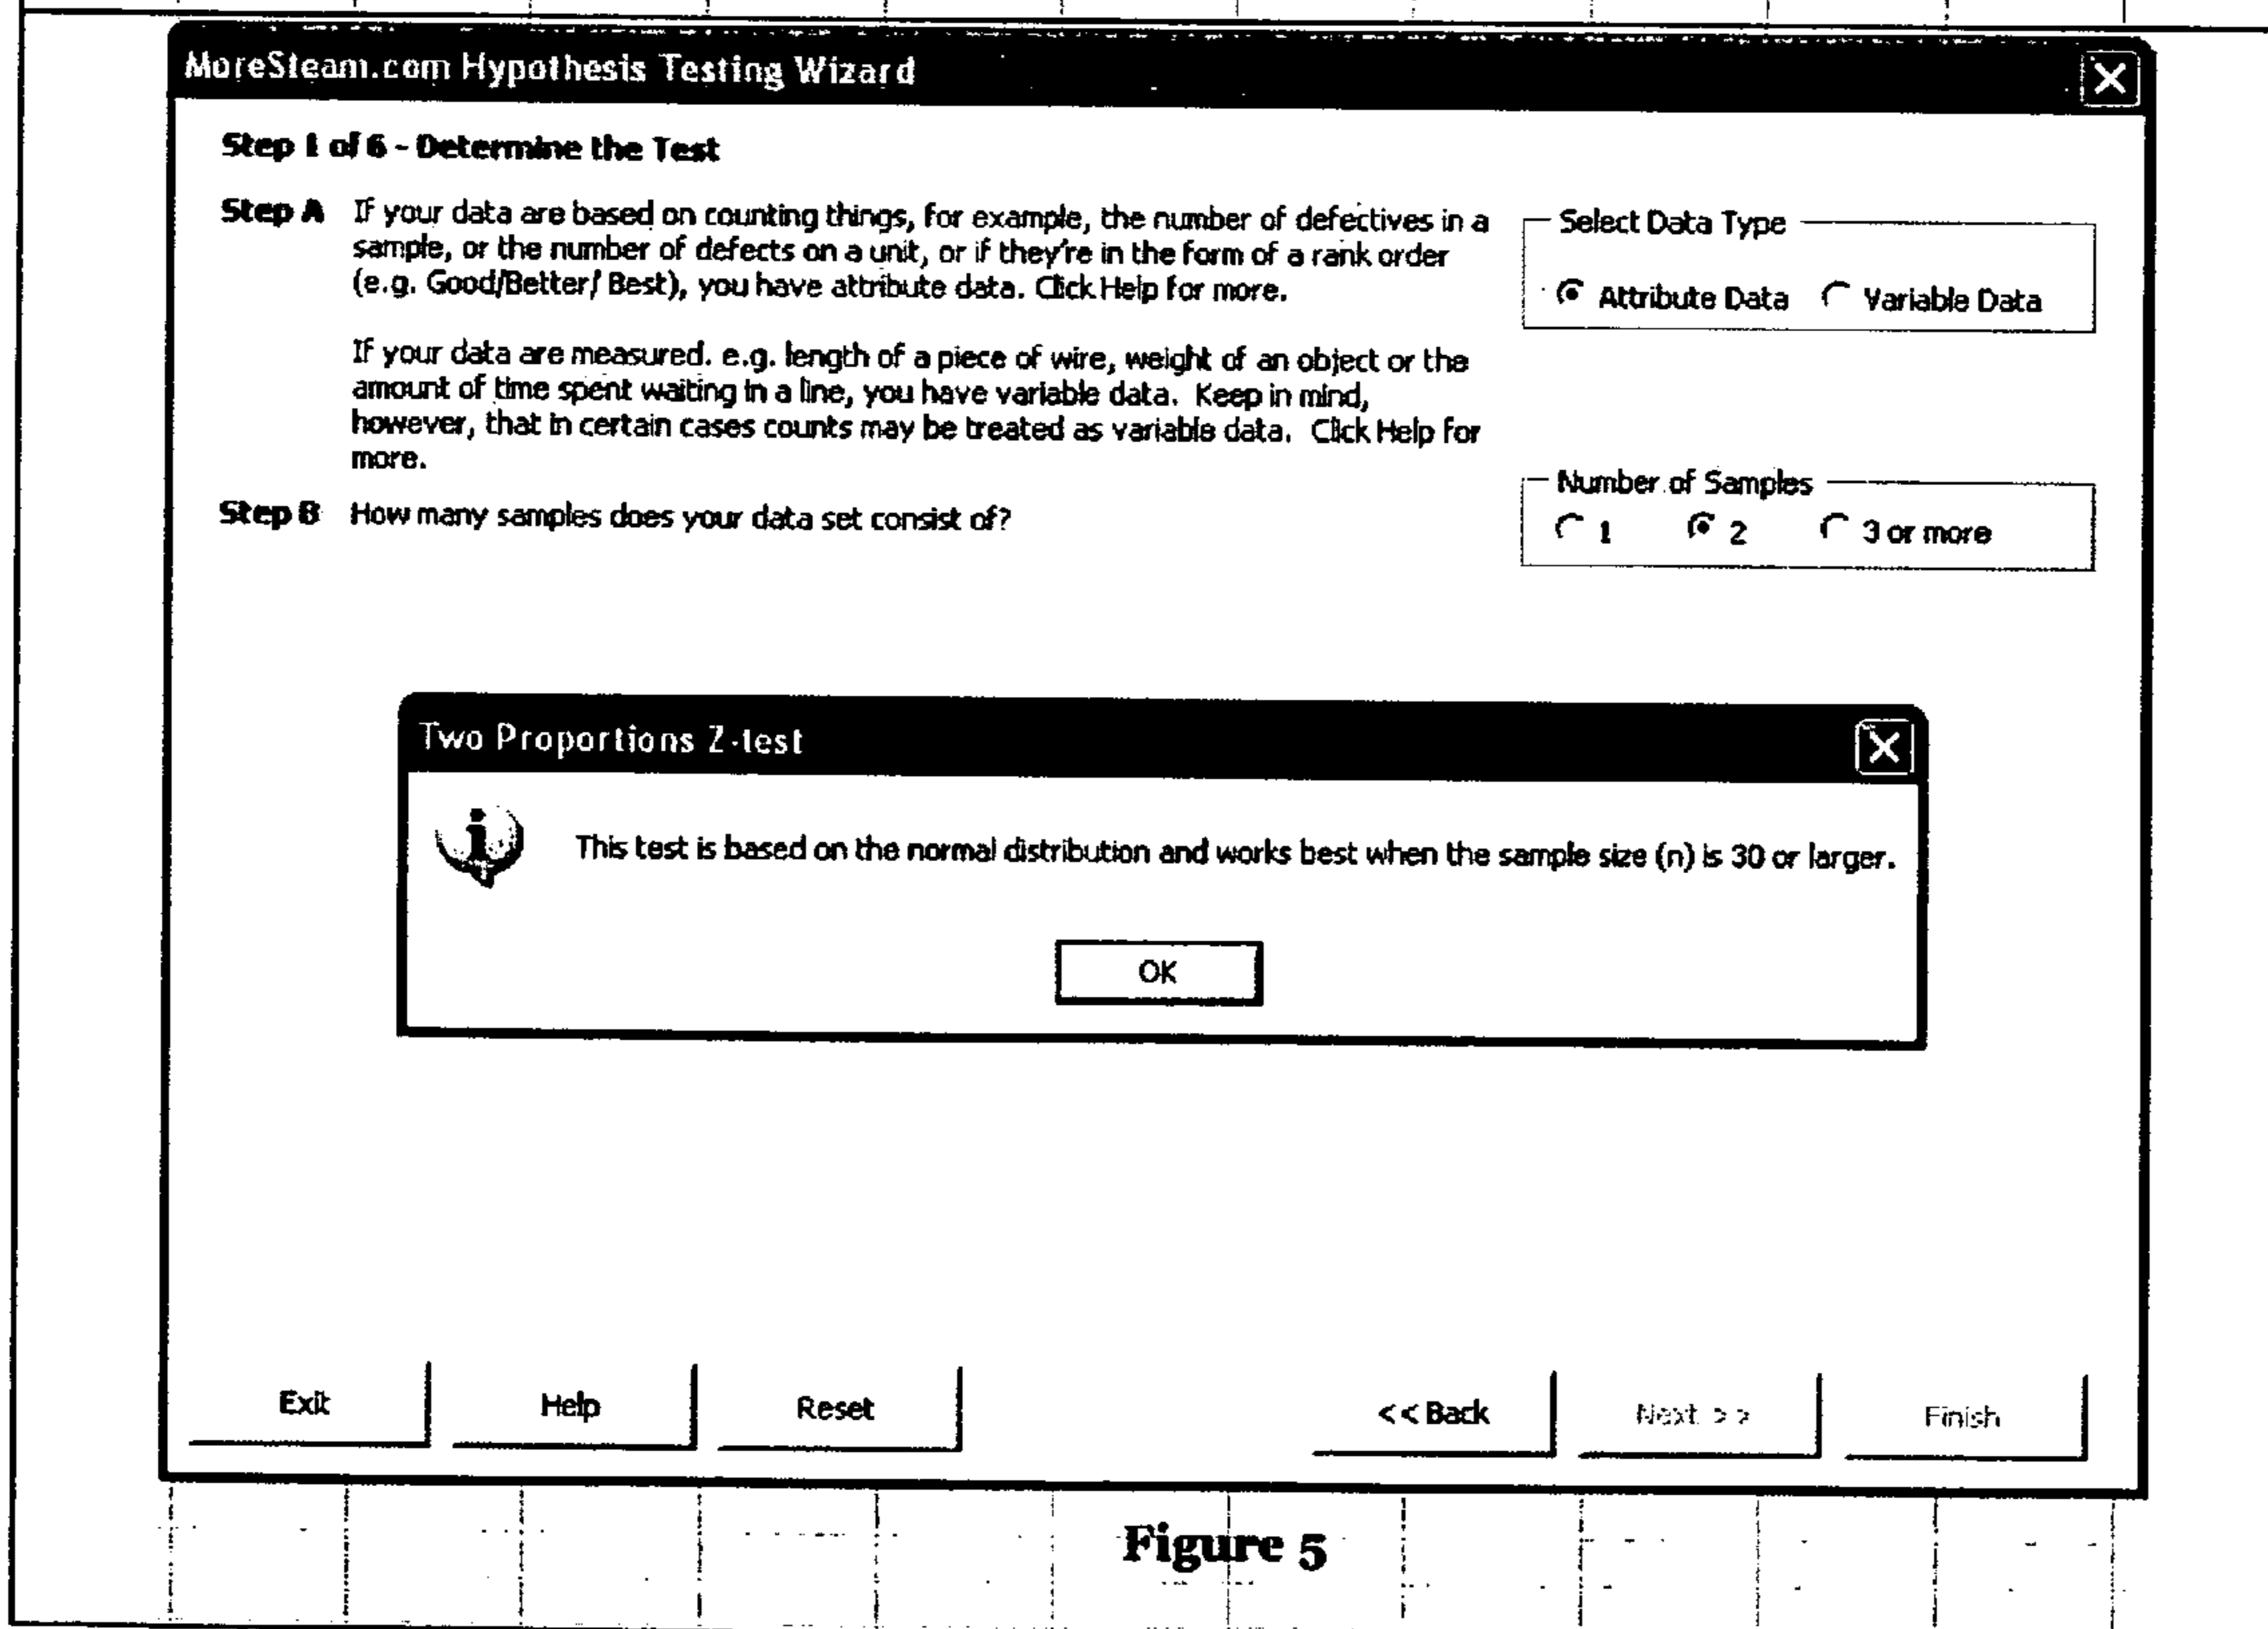 MoreSteam.com Hypothesis Testing Wizard
Step 1 of 6 - Determine the Test
Step A If your data are based on counting things, for example, the number of defectives in a
sample, or the number of defects on a unit, or if they're in the form of a rank order
(e.g. Good/Better/ Best), you have attribute data. Click Help for more.
Select Data Type
Attribute Data Variable Data
If your data are measured. e.g. length of a piece of wire, weight of an object or the
amount of time spent waiting in a line, you have variable data. Keep in mind,
however, that in certain cases counts may be treated as variable data. Click Help for
more.
Step B How many samples does your data set consist of?
Number of Samples
1 2 3 or more
Two Proportions Z-test
This test is based on the normal distribution and works best when the sample size (n) is 30 or larger.
OK
Exit Help Reset << Back Next >> Finish
Figure 5